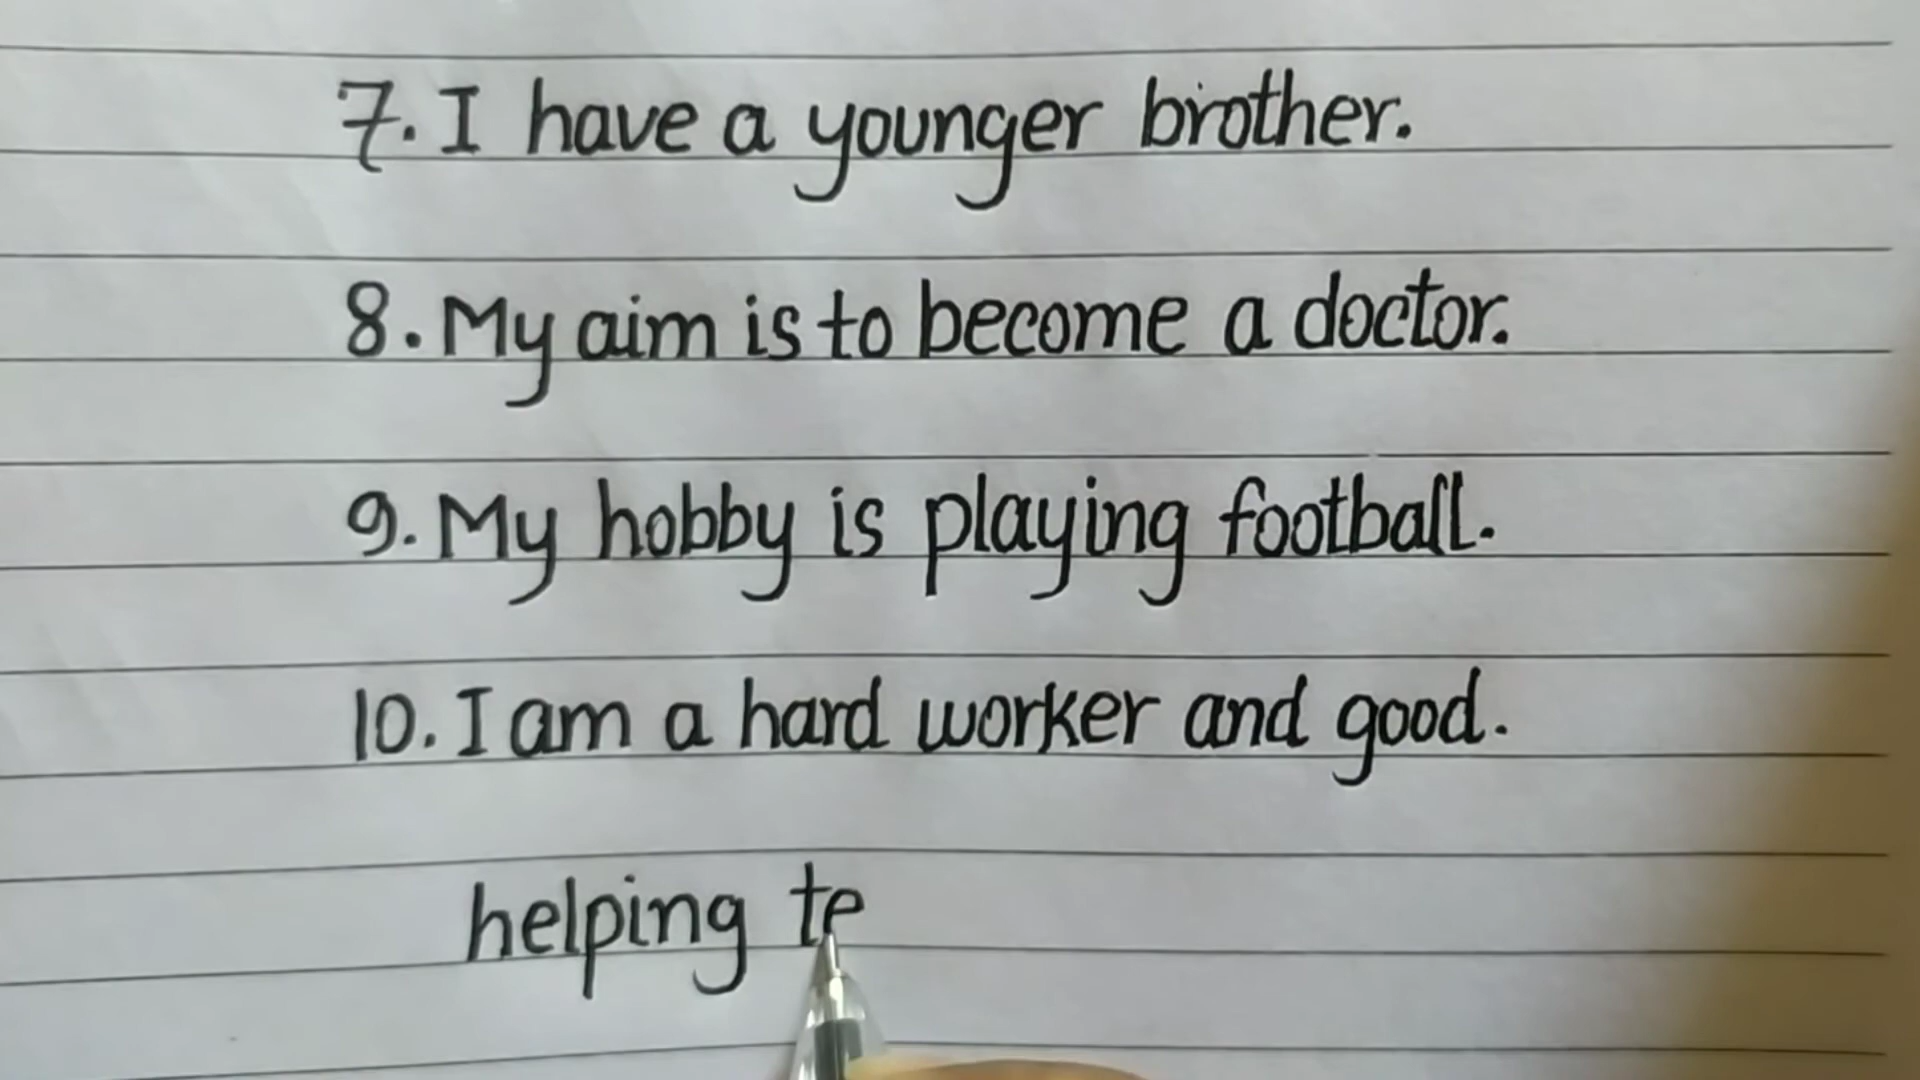 7. I have a younger brother.
8. My aim is to become a doctor.
9. My hobby is playing football.
10. I am a hard worker and good.
helping te